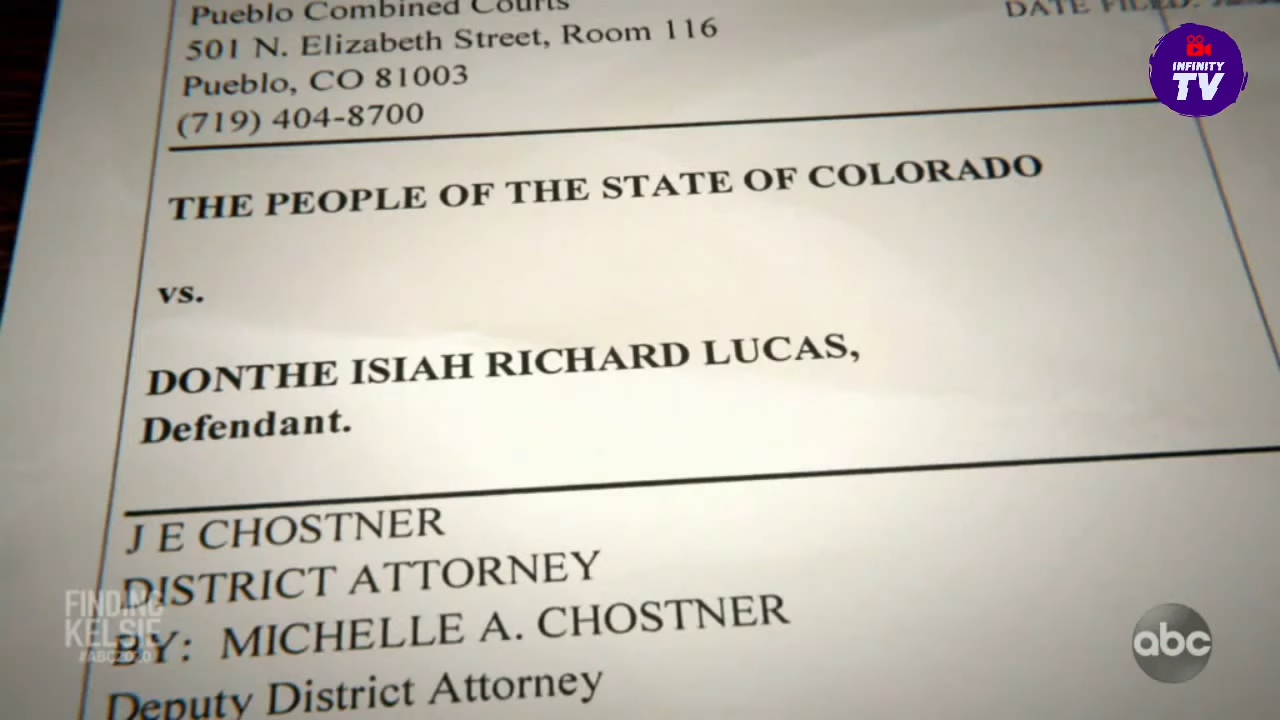 Pueblo Combined Courts
501 N. Elizabeth Street, Room 116
Pueblo, CO 81003
(719) 404-8700
DATE FILED:
INFINITY
TV
THE PEOPLE OF THE STATE OF COLORADO
vs.
DONTHE ISIAH RICHARD LUCAS,
Defendant.
J E CHOSTNER
DISTRICT ATTORNEY
BY: MICHELLE A. CHOSTNER
Deputy District Attorney
FINDING
KELSIE
#ABC2020
abc